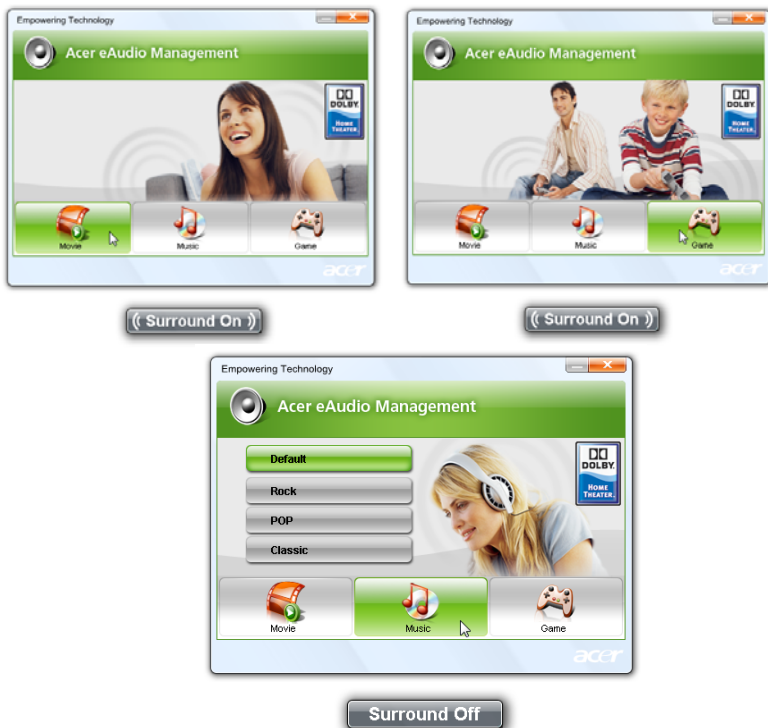 Empowering Technology
Acer eAudio Management
DOLBY
HOME
THEATER
Movie
Music
Game
acer
(( Surround On ))
Empowering Technology
Acer eAudio Management
DOLBY
HOME
THEATER
Movie
Music
Game
acer
(( Surround On ))
Empowering Technology
Acer eAudio Management
Default
Rock
POP
Classic
DOLBY
HOME
THEATER
Movie
Music
Game
acer
Surround Off